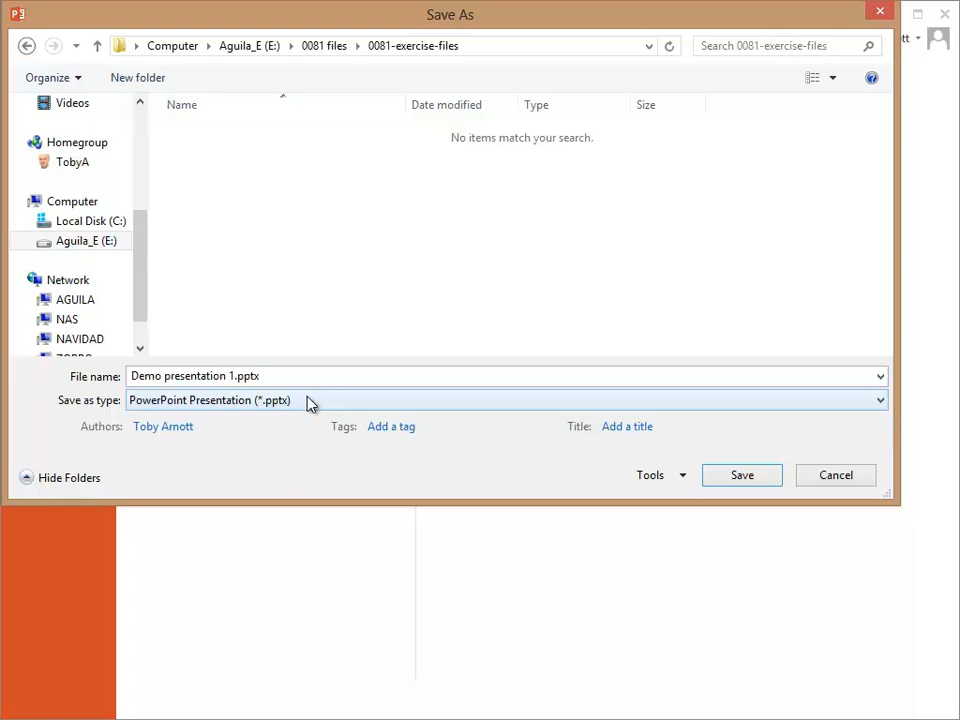 Save As
Computer Aguila_E (E:) 0081 files 0081-exercise-files
Search 0081-exercise-files
tt
Organize New folder
Name Date modified Type Size
No items match your search.
Videos
Homegroup
TobyA
Computer
Local Disk (C:)
Aguila_E (E:)
Network
AGUILA
NAS
NAVIDAD
File name: Demo presentation 1.pptx
Save as type: PowerPoint Presentation (*.pptx)
Authors: Toby Arnott Tags: Add a tag Title: Add a title
Hide Folders
Tools Save Cancel